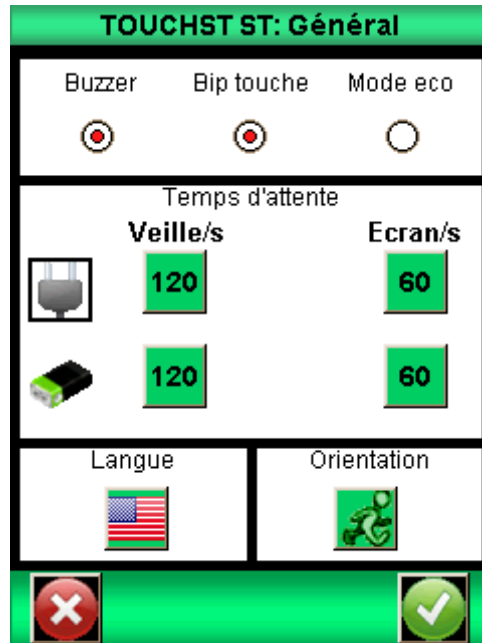 TOUCHST ST: Général
Buzzer Bip touche Mode eco
Temps d'attente
Veille/s Ecran/s
120 60
120 60
Langue Orientation